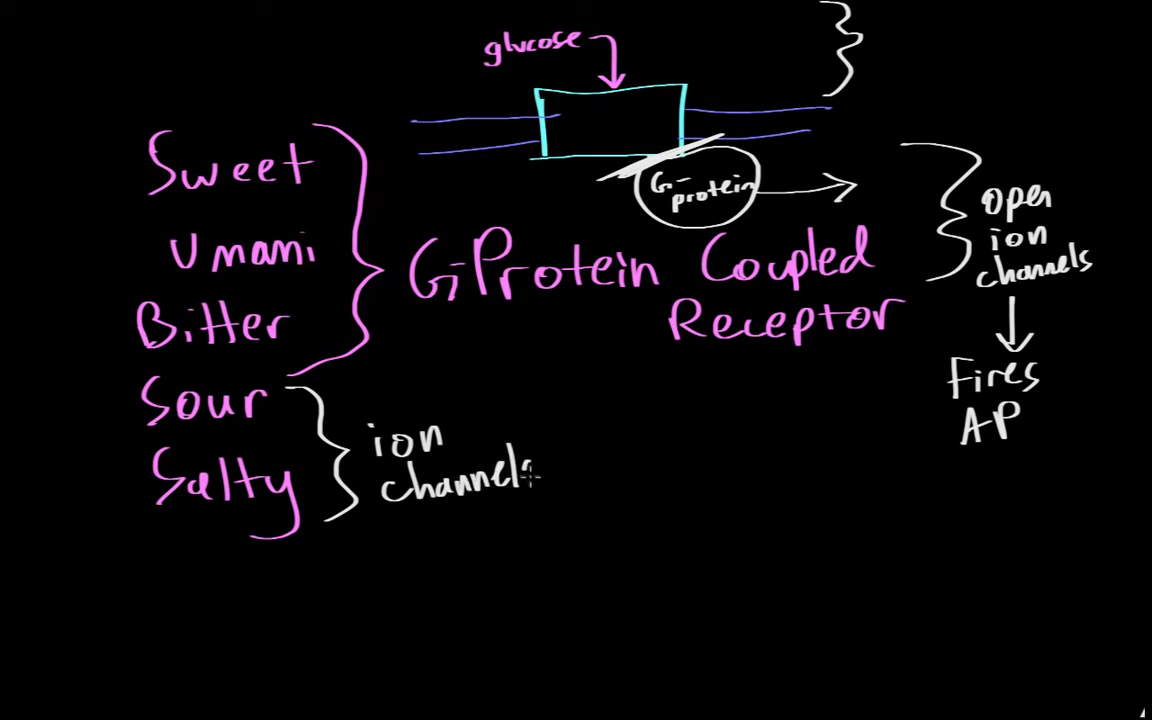 glucose
G-
protein
Sweet
Umami
Bitter
Sour
Salty
G Protein Coupled
Receptor
ion
channels
open
ion
channels
Fires
AP